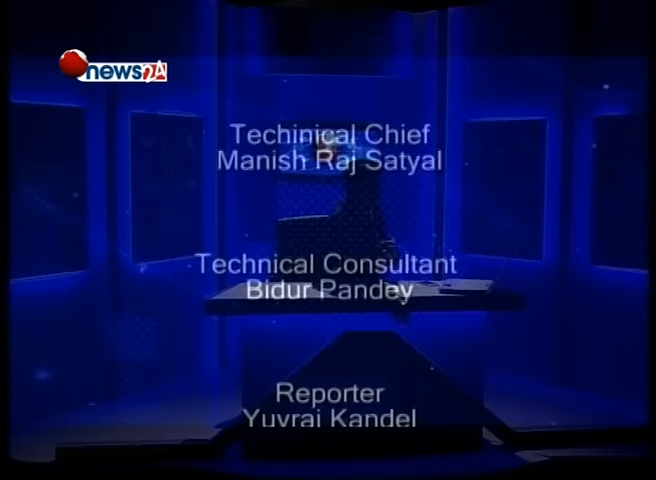 news24
Techinical Chief
Manish Raj Satyal
Technical Consultant
Bidur Pandey
Reporter
Yuvraj Kandel